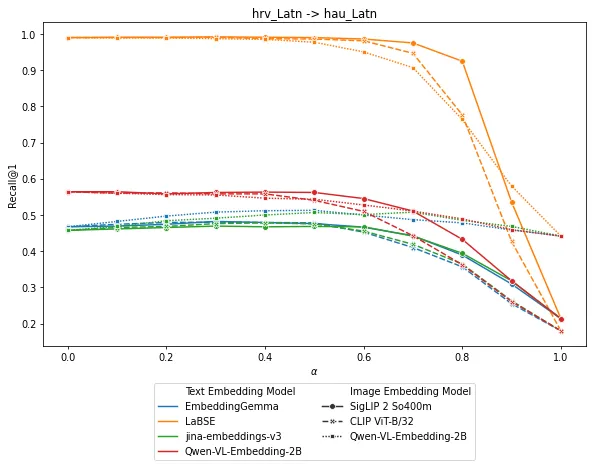 hrv_Latn -> hau_Latn
1.0
0.9
0.8
0.7
0.6
0.5
0.4
0.3
0.2
Recall@1
0.0 0.2 0.4 0.6 0.8 1.0
α
Text Embedding Model Image Embedding Model
EmbeddingGemma SigLIP 2 So400m
LaBSE CLIP ViT-B/32
jina-embeddings-v3 Qwen-VL-Embedding-2B
Qwen-VL-Embedding-2B